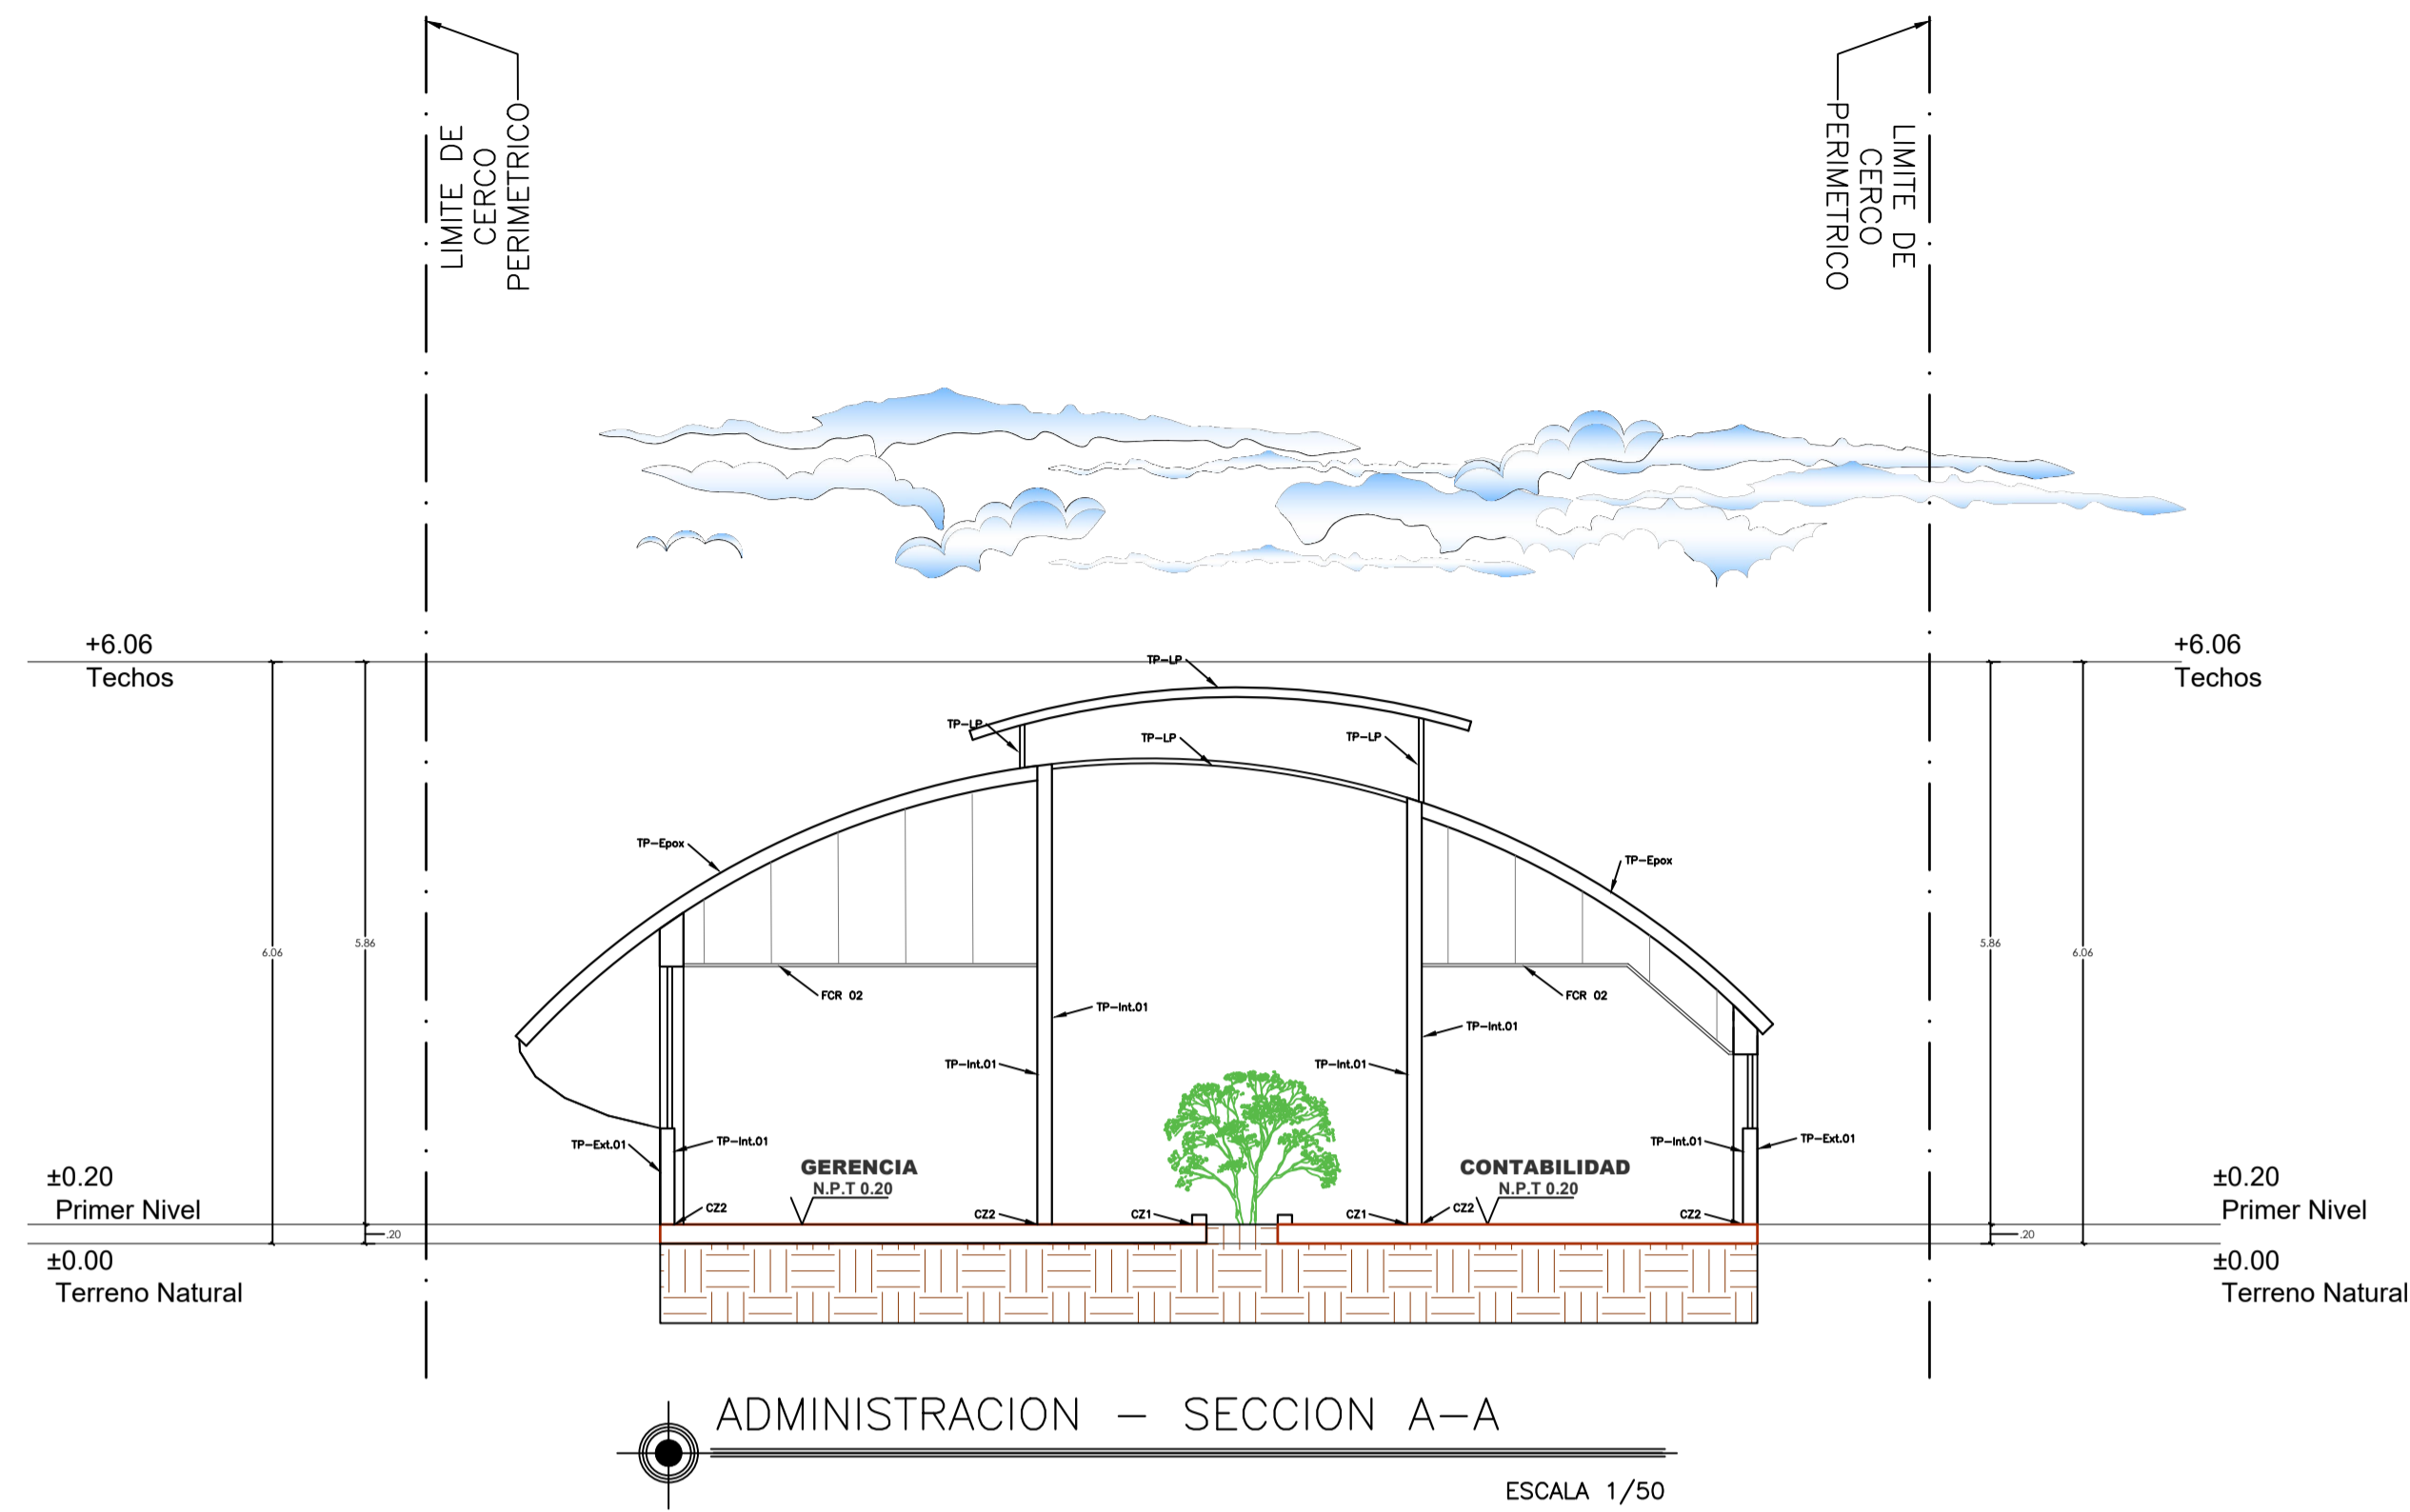 LIMITE DE
CERCO
PERIMETRICO
LIMITE DE
CERCO
PERIMETRICO
+6.06
Techos
+6.06
Techos
TP-LP
TP-LP
TP-LP
TP-LP
TP-Epox
TP-Epox
6.06
5.86
5.86
6.06
FCR 02
FCR 02
TP-Int.01
TP-Int.01
TP-Int.01
TP-Int.01
TP-Ext.01
TP-Int.01
TP-Int.01
TP-Ext.01
GERENCIA
N.P.T 0.20
CONTABILIDAD
N.P.T 0.20
±0.20
Primer Nivel
±0.20
Primer Nivel
CZ2
CZ2
CZ1
CZ1
CZ2
CZ2
.20
.20
±0.00
Terreno Natural
±0.00
Terreno Natural
ADMINISTRACION - SECCION A-A
ESCALA 1/50